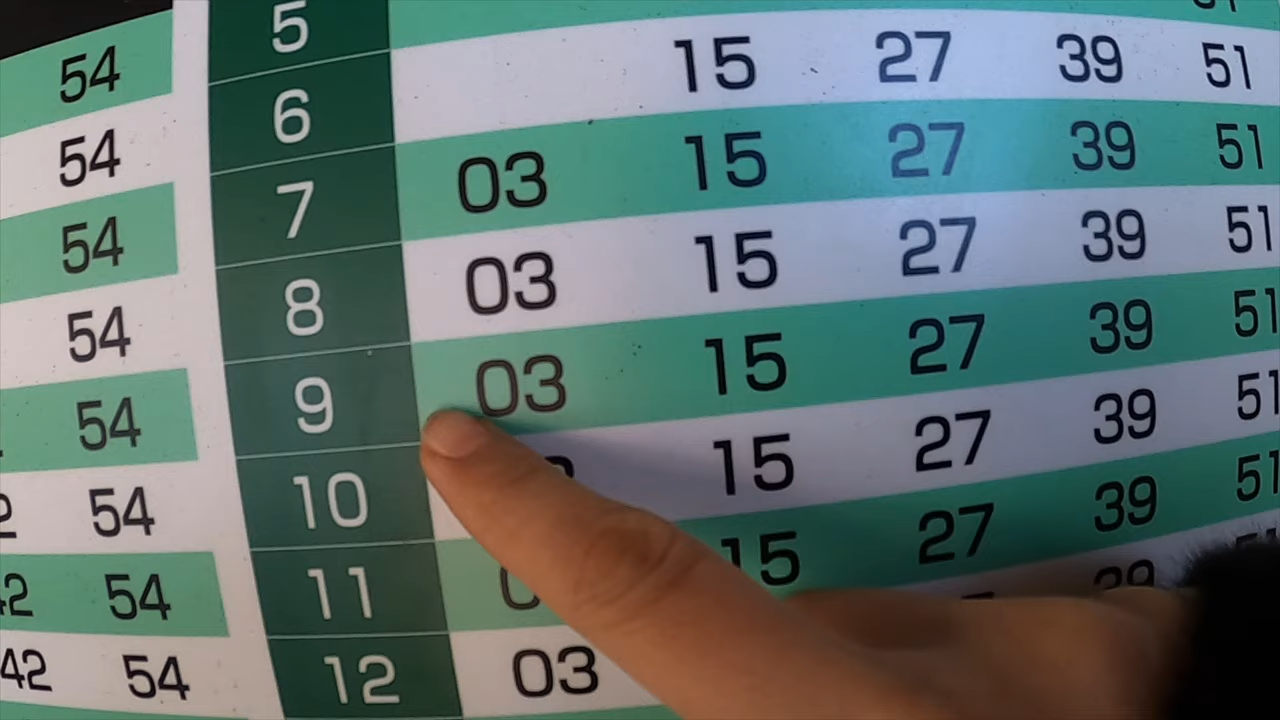 54 5
54 6 15 27 39 51
54 7 03 15 27 39 51
54 8 03 15 27 39 51
54 9 03 15 27 39 51
54 10 15 27 39 51
42 54 11 15 27 39 51
42 54 12 03 39